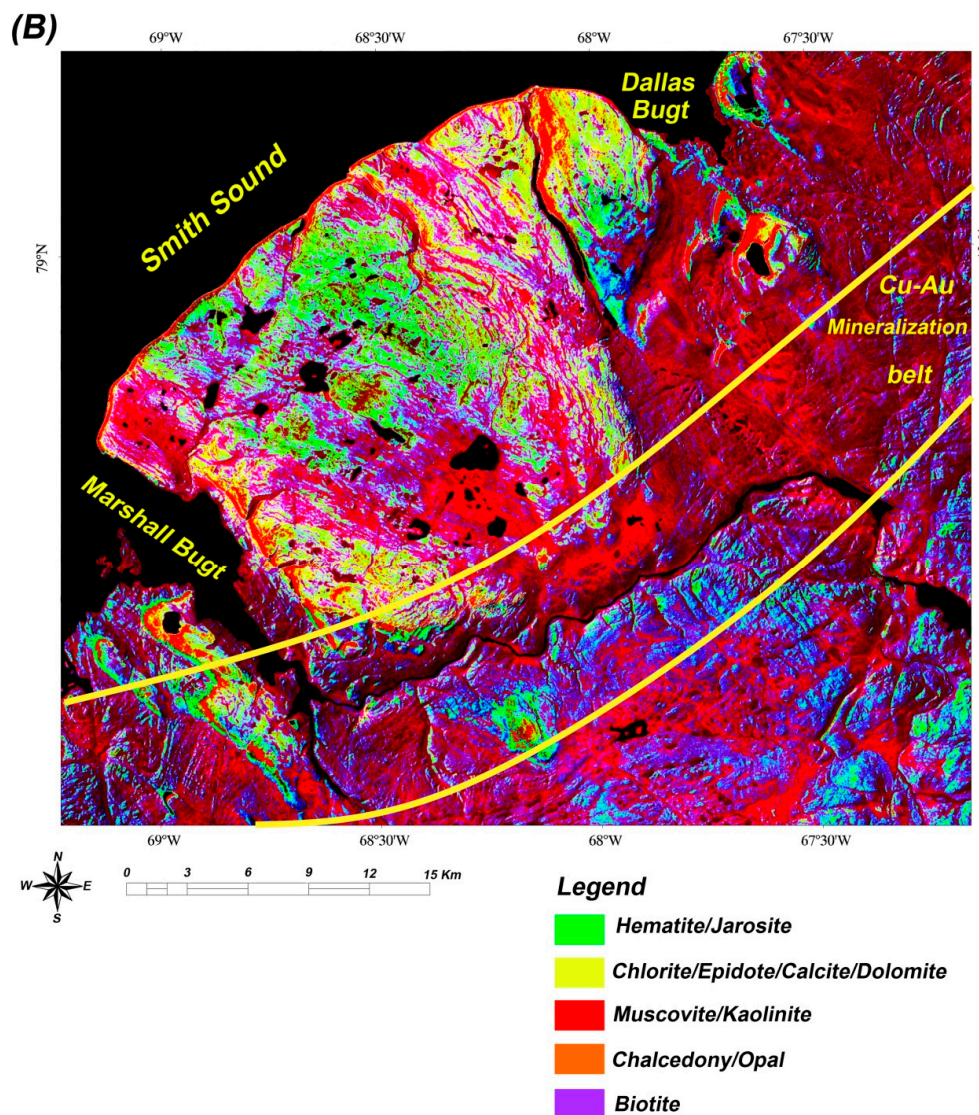 (B)
69°W 68°30'W 68°W 67°30'W
Dallas
Bugt
Smith Sound
79°N
Cu-Au
Mineralization
belt
Marshall Bugt
69°W 68°30'W 68°W 67°30'W
N
W E
S
0 3 6 9 12 15 Km
Legend
Hematite/Jarosite
Chlorite/Epidote/Calcite/Dolomite
Muscovite/Kaolinite
Chalcedony/Opal
Biotite